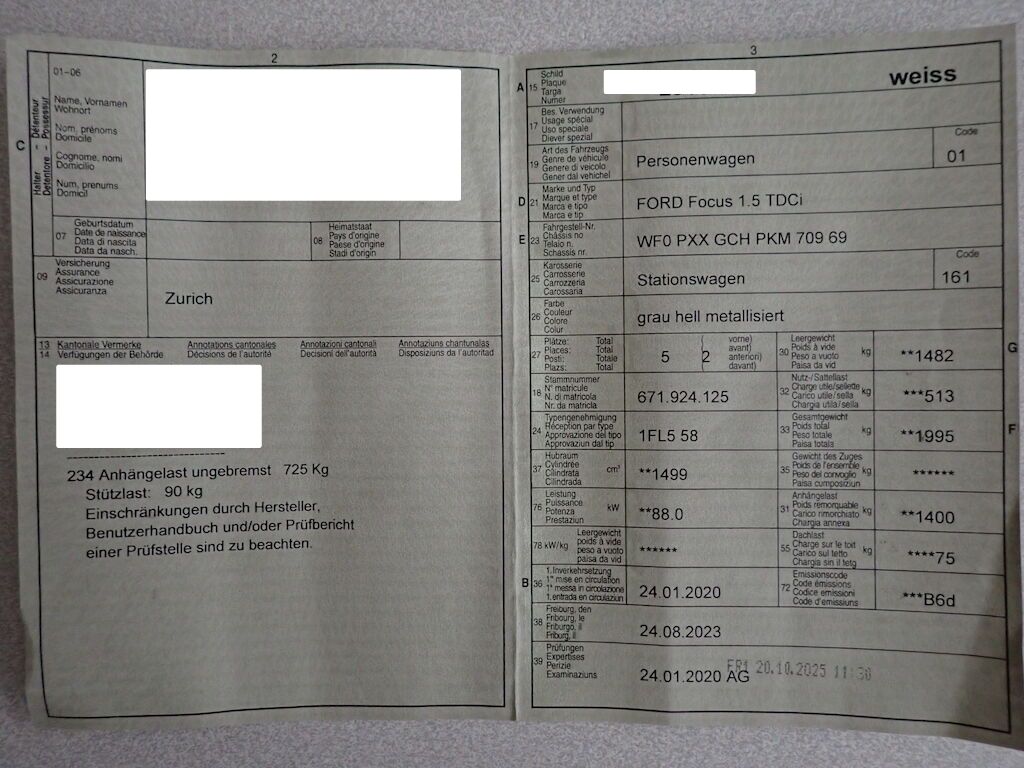 2
01–06
Halter – Détenteur
Detentore – Possessur
C
Name, Vornamen
Wohnort
Nom, prénoms
Domicile
Cognome, nomi
Domicilio
Num, prenums
Domicil
07
Geburtsdatum
Date de naissance
Data di nascita
Data da nasch.
08
Heimatstaat
Pays d'origine
Paese d'origine
Stadi d'origin
09
Versicherung
Assurance
Assicurazione
Assicuranza
Zurich
13 Kantonale Vermerke Annotations cantonales Annotazioni cantonali Annotaziuns chantunalas
14 Verfügungen der Behörde Décisions de l'autorité Decisioni dell'autorità Disposiziuns da l'autoritad
234 Anhängelast ungebremst 725 Kg
Stützlast: 90 kg
Einschränkungen durch Hersteller,
Benutzerhandbuch und/oder Prüfbericht
einer Prüfstelle sind zu beachten.
3
A 15
Schild
Plaque
Targa
Numer
weiss
17
Bes. Verwendung
Usage spécial
Uso speciale
Diever spezial
19
Art des Fahrzeugs
Genre de véhicule
Genere di veicolo
Gener dal vehichel
Personenwagen
Code
01
D 21
Marke und Typ
Marque et type
Marca e tipo
Marca e tip
FORD Focus 1.5 TDCi
E 23
Fahrgestell-Nr.
Châssis no
Telaio n.
Schassis nr.
WF0 PXX GCH PKM 709 69
25
Karosserie
Carrosserie
Carrozzeria
Carossaria
Stationswagen
Code
161
26
Farbe
Couleur
Colore
Colur
grau hell metallisiert
27
Plätze: Total
Places: Total
Posti: Totale
Plazs: Total
5 (2
vorne)
avant)
anteriori)
davant)
30
Leergewicht
Poids à vide
Peso a vuoto
Paisa da vid
kg
**1482
G
18
Stammnummer
N° matricule
N. di matricola
Nr. da matricla
671.924.125
32
Nutz-/Sattellast
Charge utile/sellette
Carico utile/sella
Chargia utila/sella
kg
***513
24
Typengenehmigung
Réception par type
Approvazione del tipo
Approvaziun dal tip
1FL5 58
33
Gesamtgewicht
Poids total
Peso totale
Paisa totala
kg
**1995
F
37
Hubraum
Cylindrée
Cilindrata
Cilindrada
cm³
**1499
35
Gewicht des Zuges
Poids de l'ensemble
Peso del convoglio
Paisa cumposiziun
kg
******
76
Leistung
Puissance
Potenza
Prestaziun
kW
**88.0
31
Anhängelast
Poids remorquable
Carico rimorchiato
Chargia annexa
kg
**1400
78 kW/kg
Leergewicht
poids à vide
peso a vuoto
paisa da vid
******
55
Dachlast
Charge sur le toit
Carico sul tetto
Chargia sin il tetg
kg
****75
B 36
1.Inverkehrsetzung
1re mise en circulation
1a messa in circolazione
1.entrada en circulaziun
24.01.2020
72
Emissionscode
Code émissions
Codice emissioni
Code d'emissiuns
***B6d
38
Freiburg, den
Fribourg, le
Friburgo, il
Friburg, il
24.08.2023
39
Prüfungen
Expertises
Perizie
Examinaziuns
24.01.2020 AG
FR1 20.10.2025 11:30